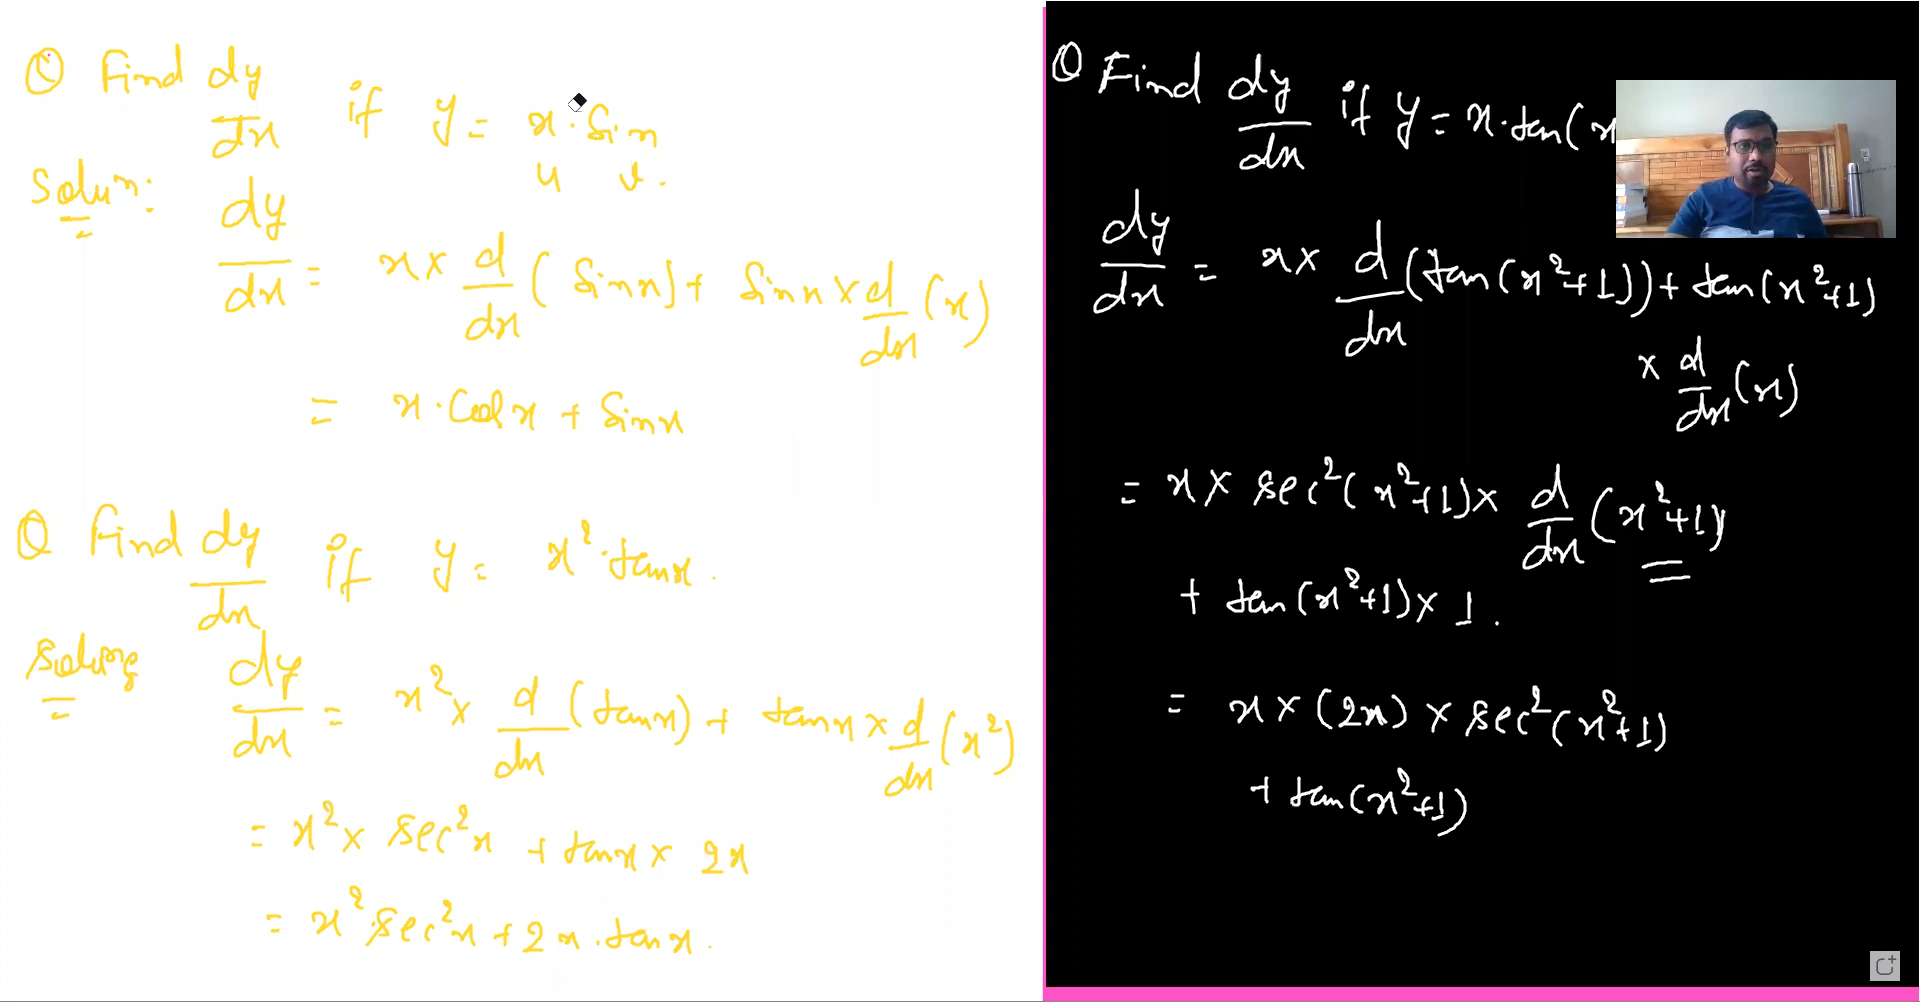 Q Find dy/dx if y = x · Sin
u v.
Solun:
dy/dx = x × d/dx (Sinx) + Sinx × d/dx (x)
= x · Cos x + Sinx
Q Find dy/dx if y = x² · tanx .
dy/dx = x² × d/dx (tanx) + tanx × d/dx (x²)
= x² × sec²x + tanx × 2x
= x² · sec²x + 2x · tanx .
Q Find dy/dx if y = x · tan(x
dy/dx = x × d/dx (tan(x²+1)) + tan(x²+1)
× d/dx (x)
= x × sec²(x²+1) × d/dx (x²+1)
+ tan(x²+1) × 1 .
= x × (2x) × sec²(x²+1)
+ tan(x²+1)